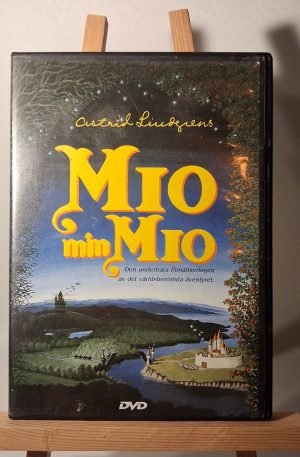 Astrid Lindgrens
MIO
min MIO
Den underbara filmatiseringen
av det världsberömda äventyret.
DVD